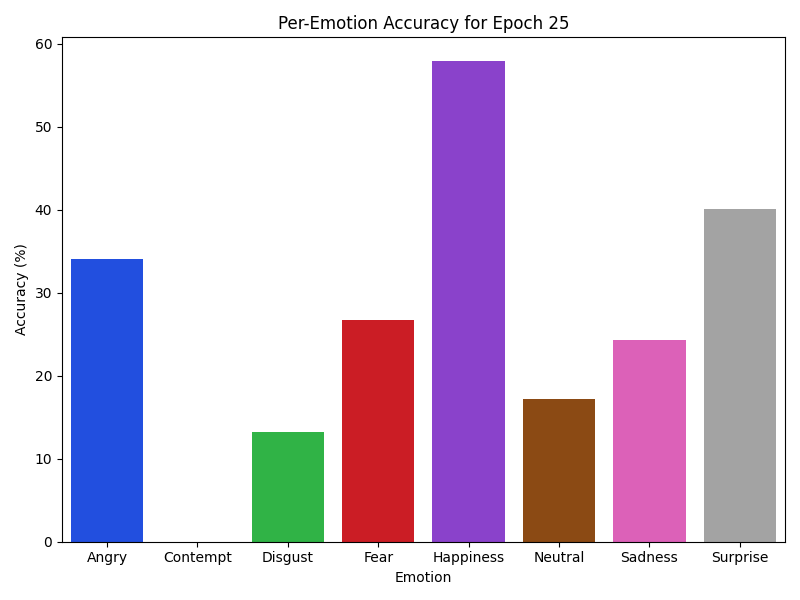 Per-Emotion Accuracy for Epoch 25
Accuracy (%)
60
50
40
30
20
10
0
Angry Contempt Disgust Fear Happiness Neutral Sadness Surprise
Emotion